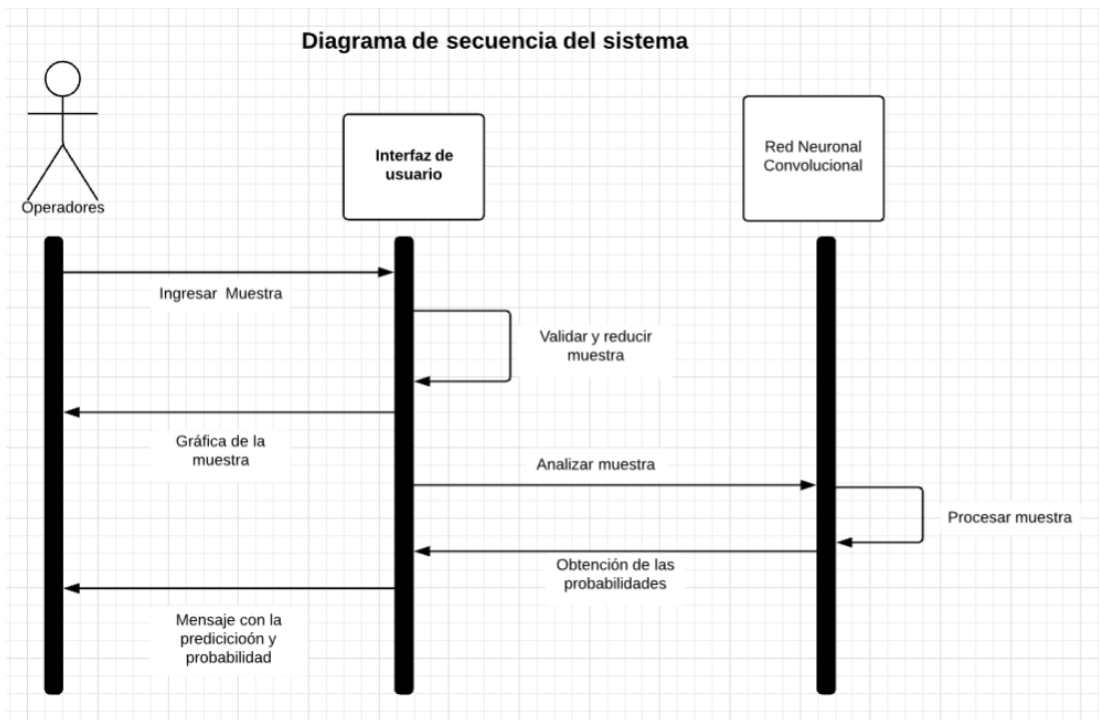 Diagrama de secuencia del sistema
Operadores
Interfaz de
usuario
Red Neuronal
Convolucional
Ingresar Muestra
Validar y reducir
muestra
Gráfica de la
muestra
Analizar muestra
Procesar muestra
Obtención de las
probabilidades
Mensaje con la
predicicioón y
probabilidad